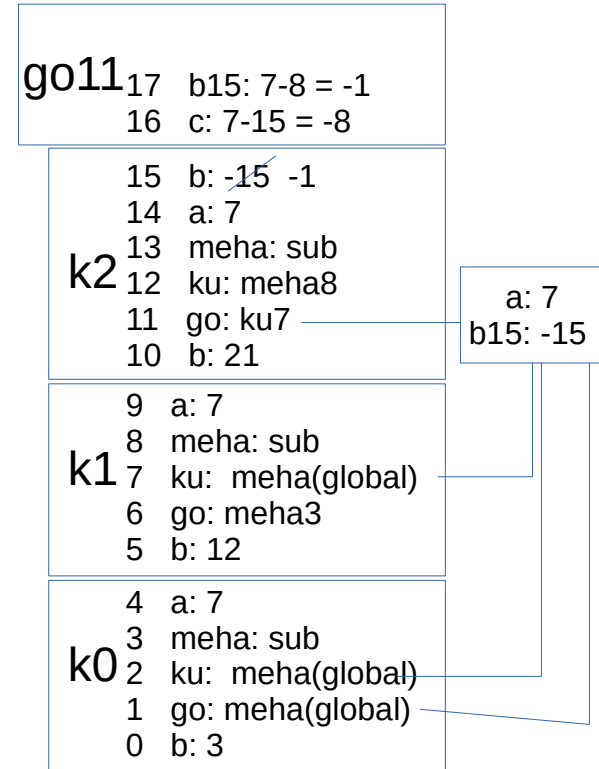 go11
17 b15: 7-8 = -1
16 c: 7-15 = -8
k2
15 b: -15 -1
14 a: 7
13 meha: sub
12 ku: meha8
11 go: ku7
10 b: 21
a: 7
b15: -15
k1
9 a: 7
8 meha: sub
7 ku: meha(global)
6 go: meha3
5 b: 12
k0
4 a: 7
3 meha: sub
2 ku: meha(global)
1 go: meha(global)
0 b: 3